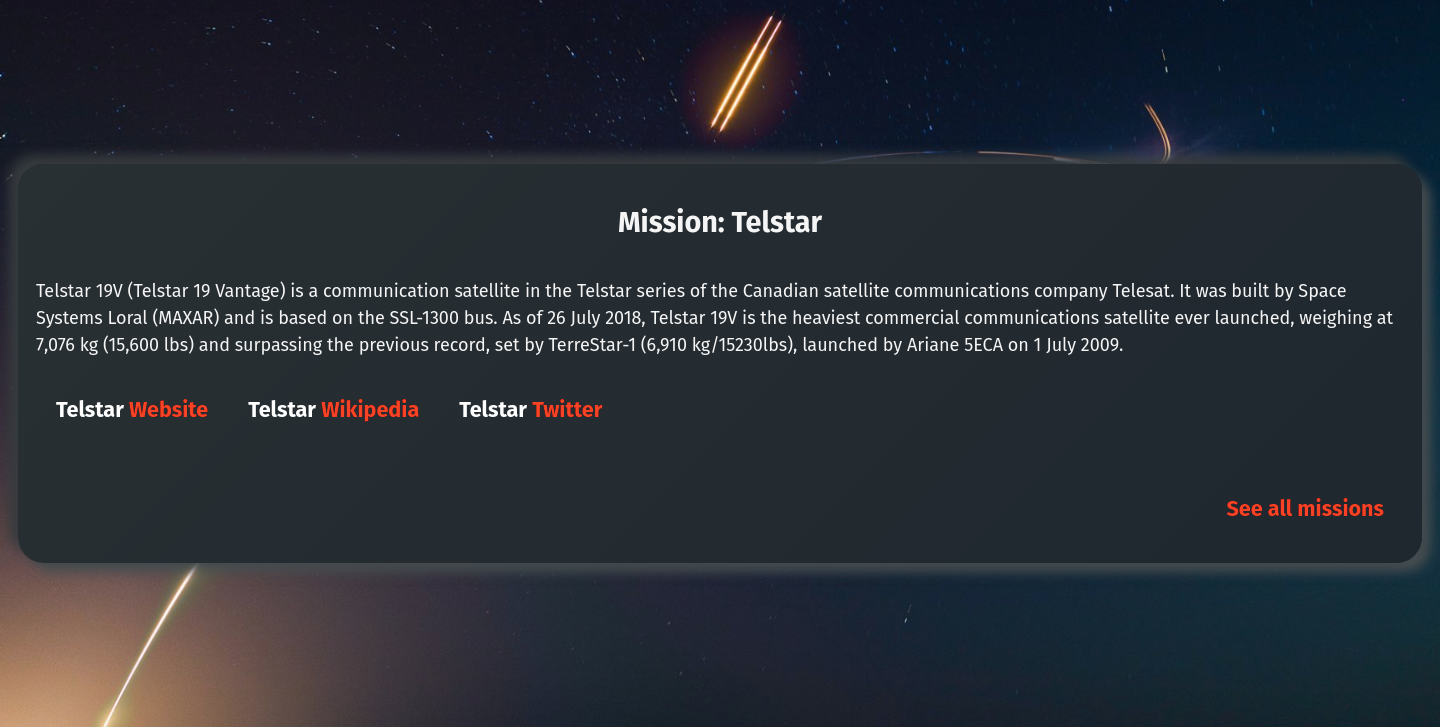 Mission: Telstar
Telstar 19V (Telstar 19 Vantage) is a communication satellite in the Telstar series of the Canadian satellite communications company Telesat. It was built by Space
Systems Loral (MAXAR) and is based on the SSL-1300 bus. As of 26 July 2018, Telstar 19V is the heaviest commercial communications satellite ever launched, weighing at
7,076 kg (15,600 lbs) and surpassing the previous record, set by TerreStar-1 (6,910 kg/15230lbs), launched by Ariane 5ECA on 1 July 2009.
Telstar Website Telstar Wikipedia Telstar Twitter
See all missions